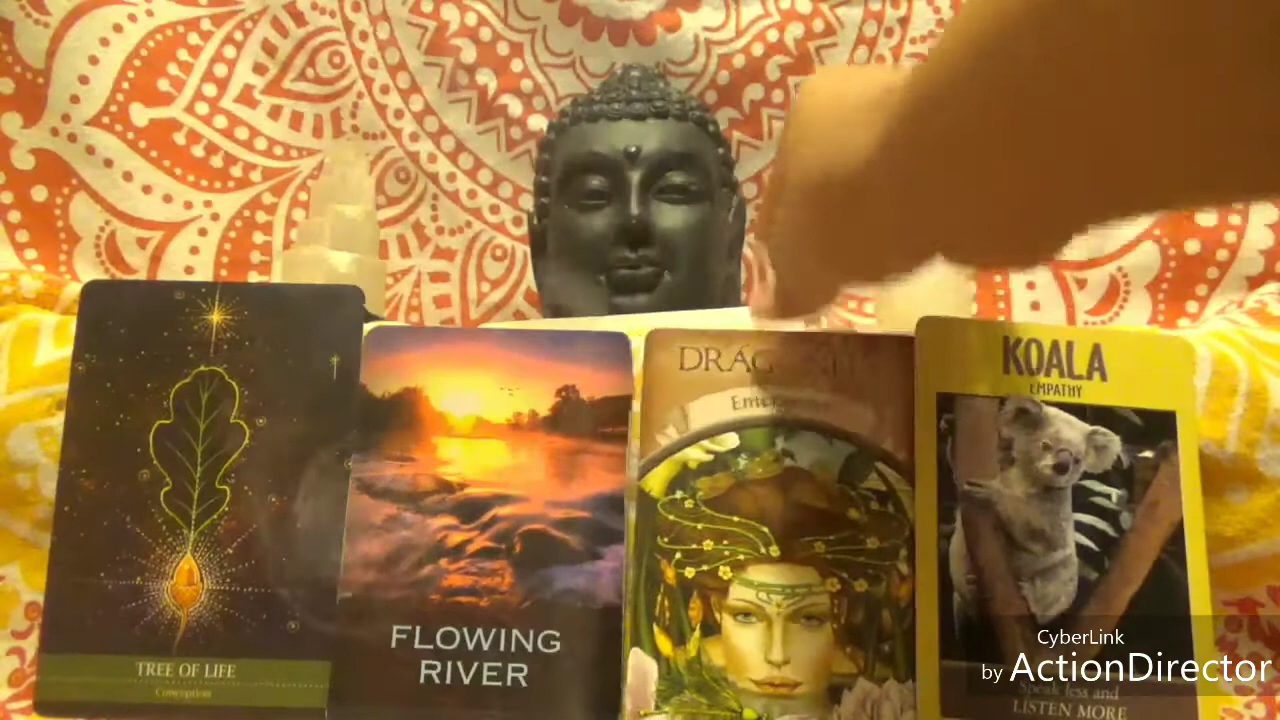 TREE OF LIFE
Conception
FLOWING
RIVER
KOALA
EMPATHY
Speak less and
LISTEN MORE
CyberLink
by ActionDirector